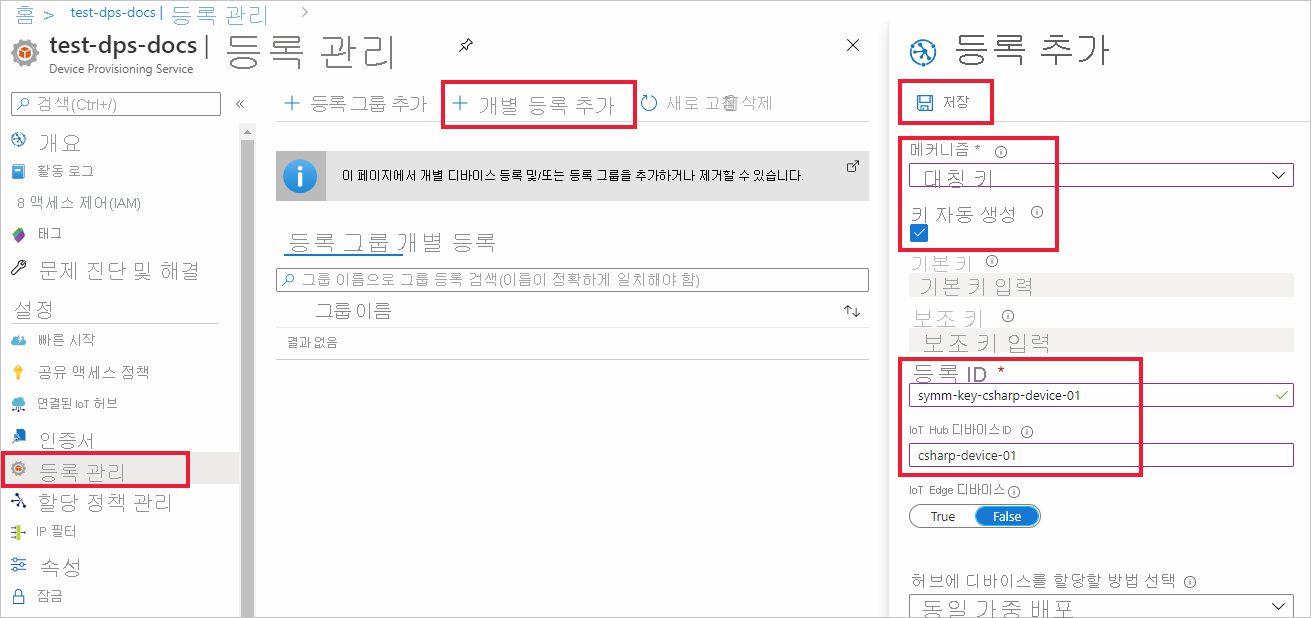 홈 > test-dps-docs | 등록 관리 >
test-dps-docs | 등록 관리
Device Provisioning Service
검색(Ctrl+/)
«
개요
활동 로그
8 액세스 제어(IAM)
태그
문제 진단 및 해결
설정
빠른 시작
공유 액세스 정책
연결된 IoT 허브
인증서
등록 관리
할당 정책 관리
IP 필터
속성
잠금
+ 등록 그룹 추가 + 개별 등록 추가 새로 고침 삭제
이 페이지에서 개별 디바이스 등록 및/또는 등록 그룹을 추가하거나 제거할 수 있습니다.
등록 그룹 개별 등록
그룹 이름으로 그룹 등록 검색(이름이 정확하게 일치해야 함)
그룹 이름
결과 없음
등록 추가
저장
메커니즘 *
대칭 키
키 자동 생성
기본 키
기본 키 입력
보조 키
보조 키 입력
등록 ID *
symm-key-csharp-device-01
IoT Hub 디바이스 ID
csharp-device-01
IoT Edge 디바이스
True False
허브에 디바이스를 할당할 방법 선택
동일 가중 배포